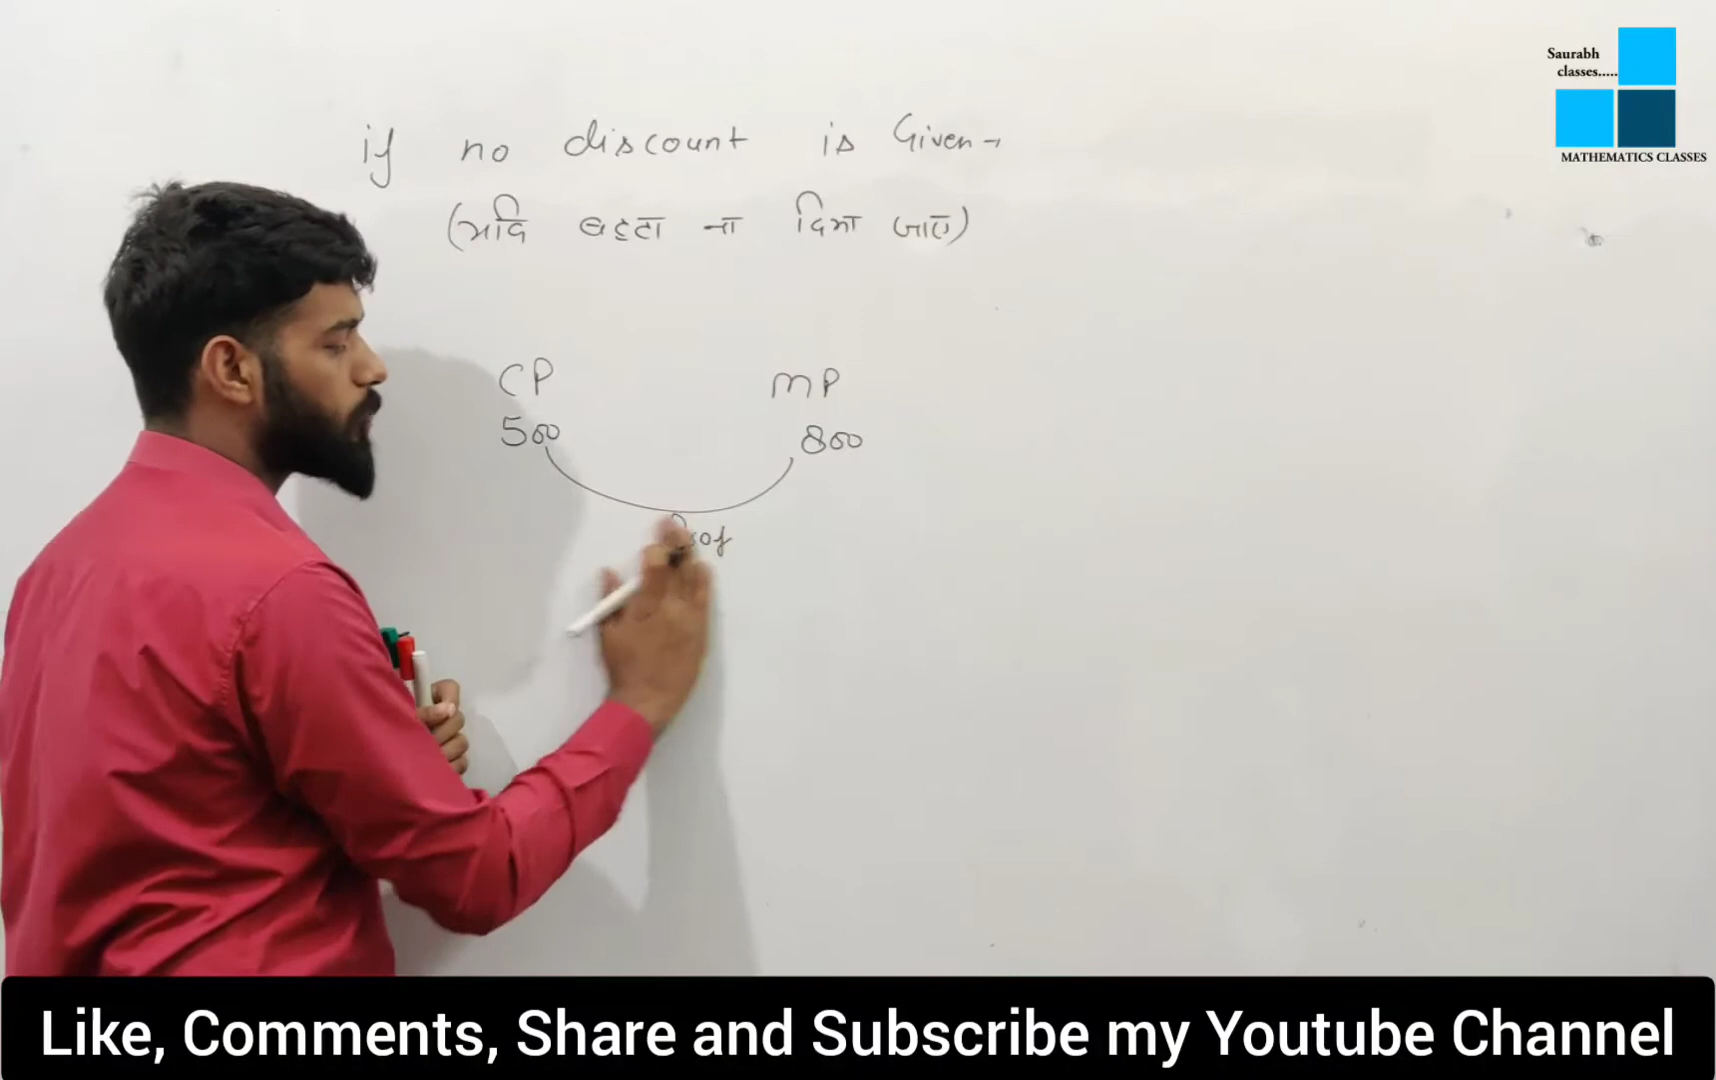 Saurabh
classes.....
MATHEMATICS CLASSES
if no discount is Given→
(यदि बट्टा ना दिया जाए)
CP MP
500 800
Like, Comments, Share and Subscribe my Youtube Channel